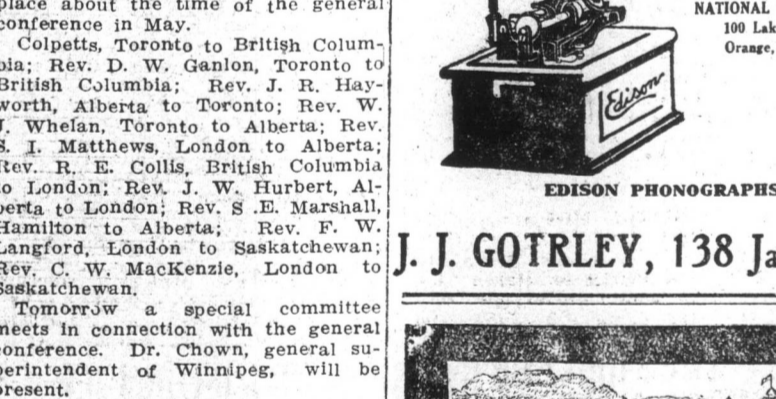 place about the time of the general
conference in May.
Colpetts, Toronto to British Colum-
bia; Rev. D. W. Ganlon, Toronto to
British Columbia; Rev. J. R. Hay-
worth, Alberta to Toronto; Rev. W.
J. Whelan, Toronto to Alberta; Rev.
S. I. Matthews, London to Alberta;
Rev. R. E. Collis, British Columbia
to London; Rev. J. W. Hurbert, Al-
berta to London; Rev. S .E. Marshall,
Hamilton to Alberta; Rev. F. W.
Langford, London to Saskatchewan;
Rev. C. W. MacKenzie, London to
Saskatchewan.
Tomorrow a special committee
meets in connection with the general
conference. Dr. Chown, general su-
perintendent of Winnipeg, will be
present.
NATIONAL
100 Lak
Orange,
Edison
EDISON PHONOGRAPHS
J. J. GOTRLEY, 138 Ja